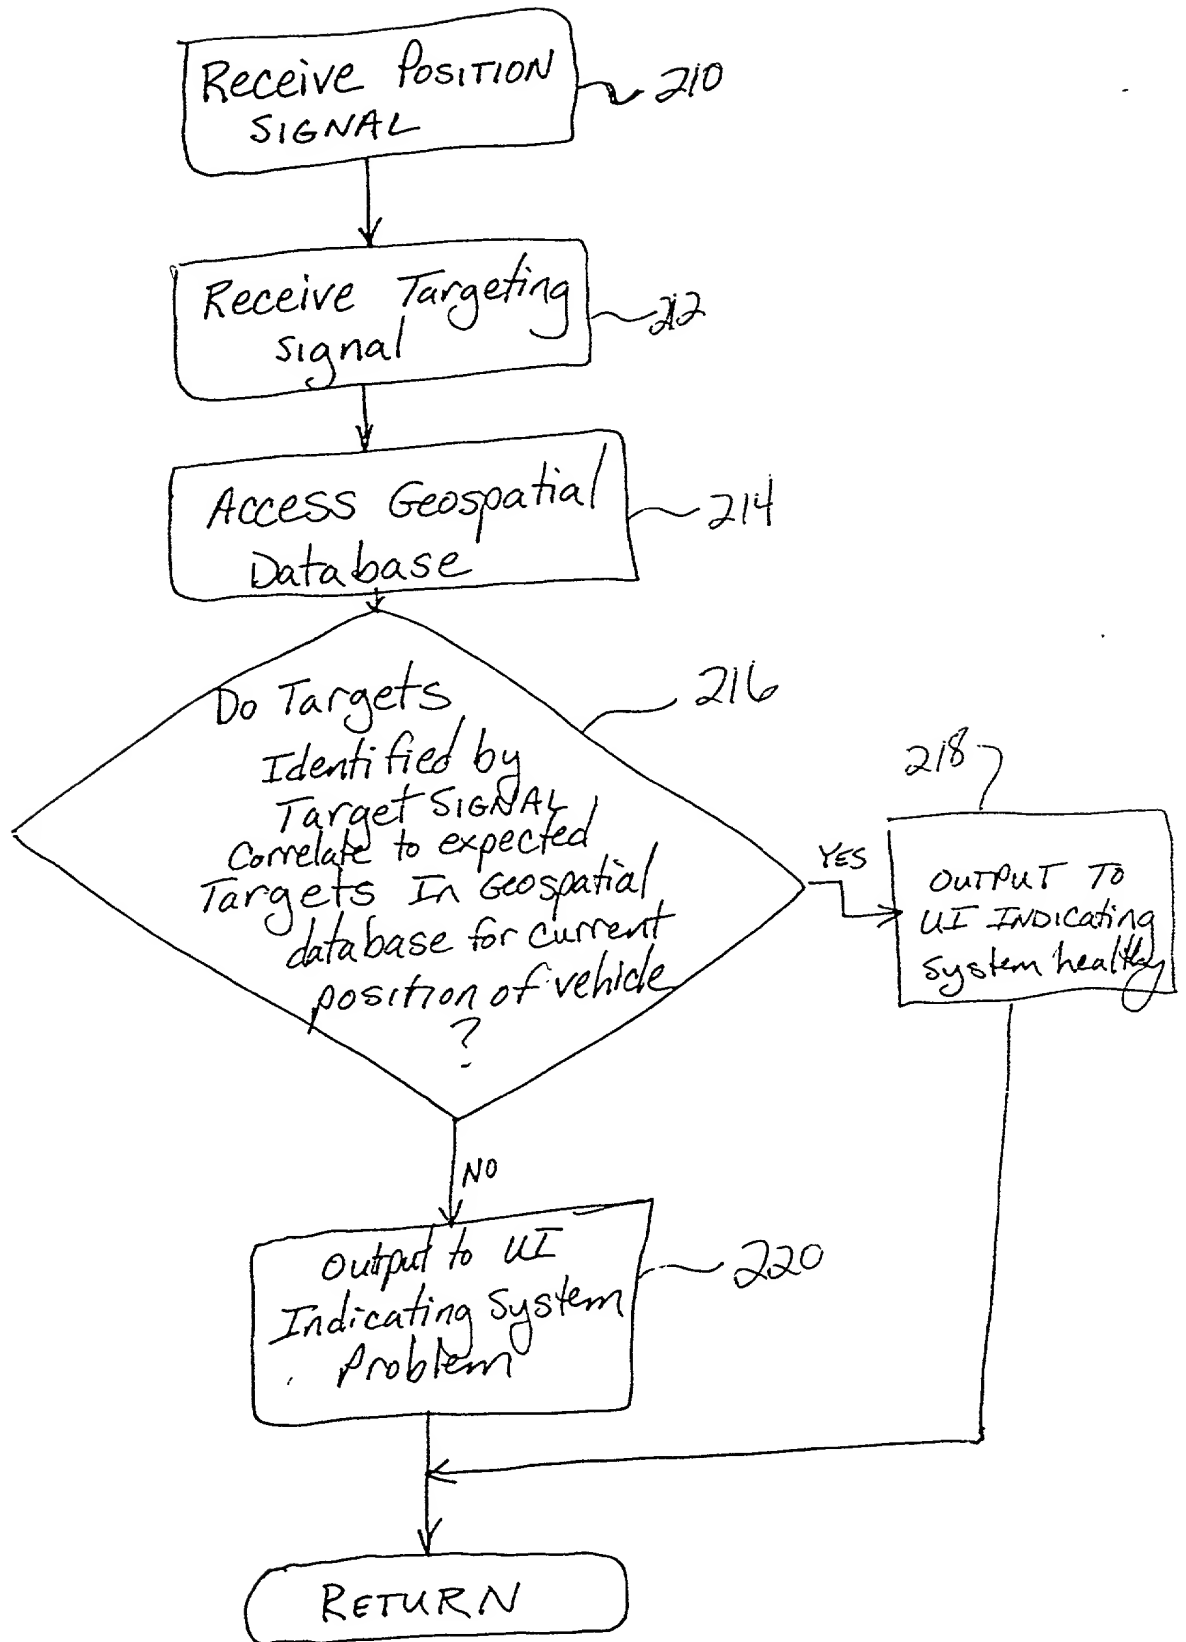 Receive POSITION
SIGNAL
210
Receive Targeting
signal
212
ACCESS Geospatial
Database
214
Do Targets
Identified by
Target SIGNAL
Correlate to expected
Targets In Geospatial
database for current
position of vehicle
?
216
YES
218
OUTPUT TO
UI INDicating
system healthy
NO
Output to UI
Indicating System
Problem
220
RETURN